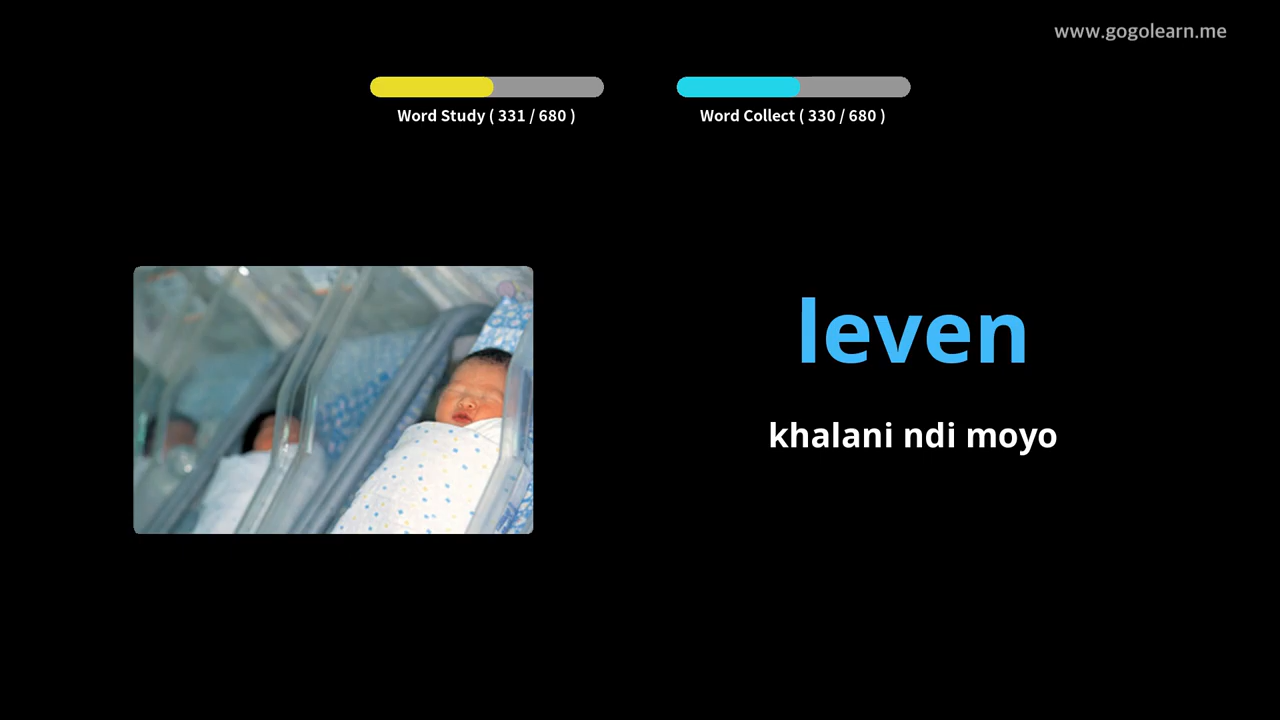 www.gogolearn.me
Word Study ( 331 / 680 )
Word Collect ( 330 / 680 )
leven
khalani ndi moyo